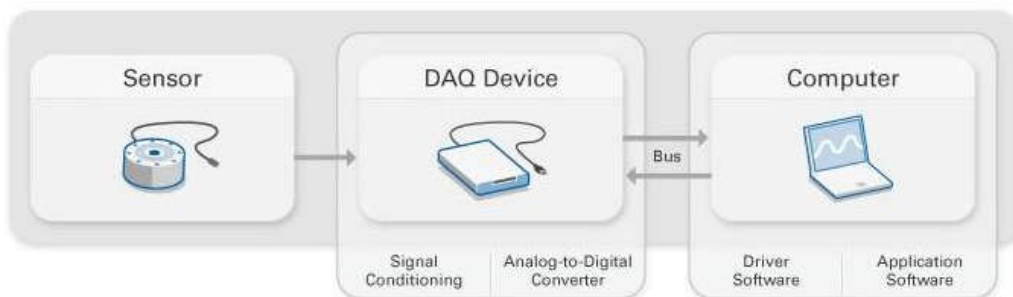 Sensor
DAQ Device
Computer
Bus
Signal
Conditioning
Analog-to-Digital
Converter
Driver
Software
Application
Software